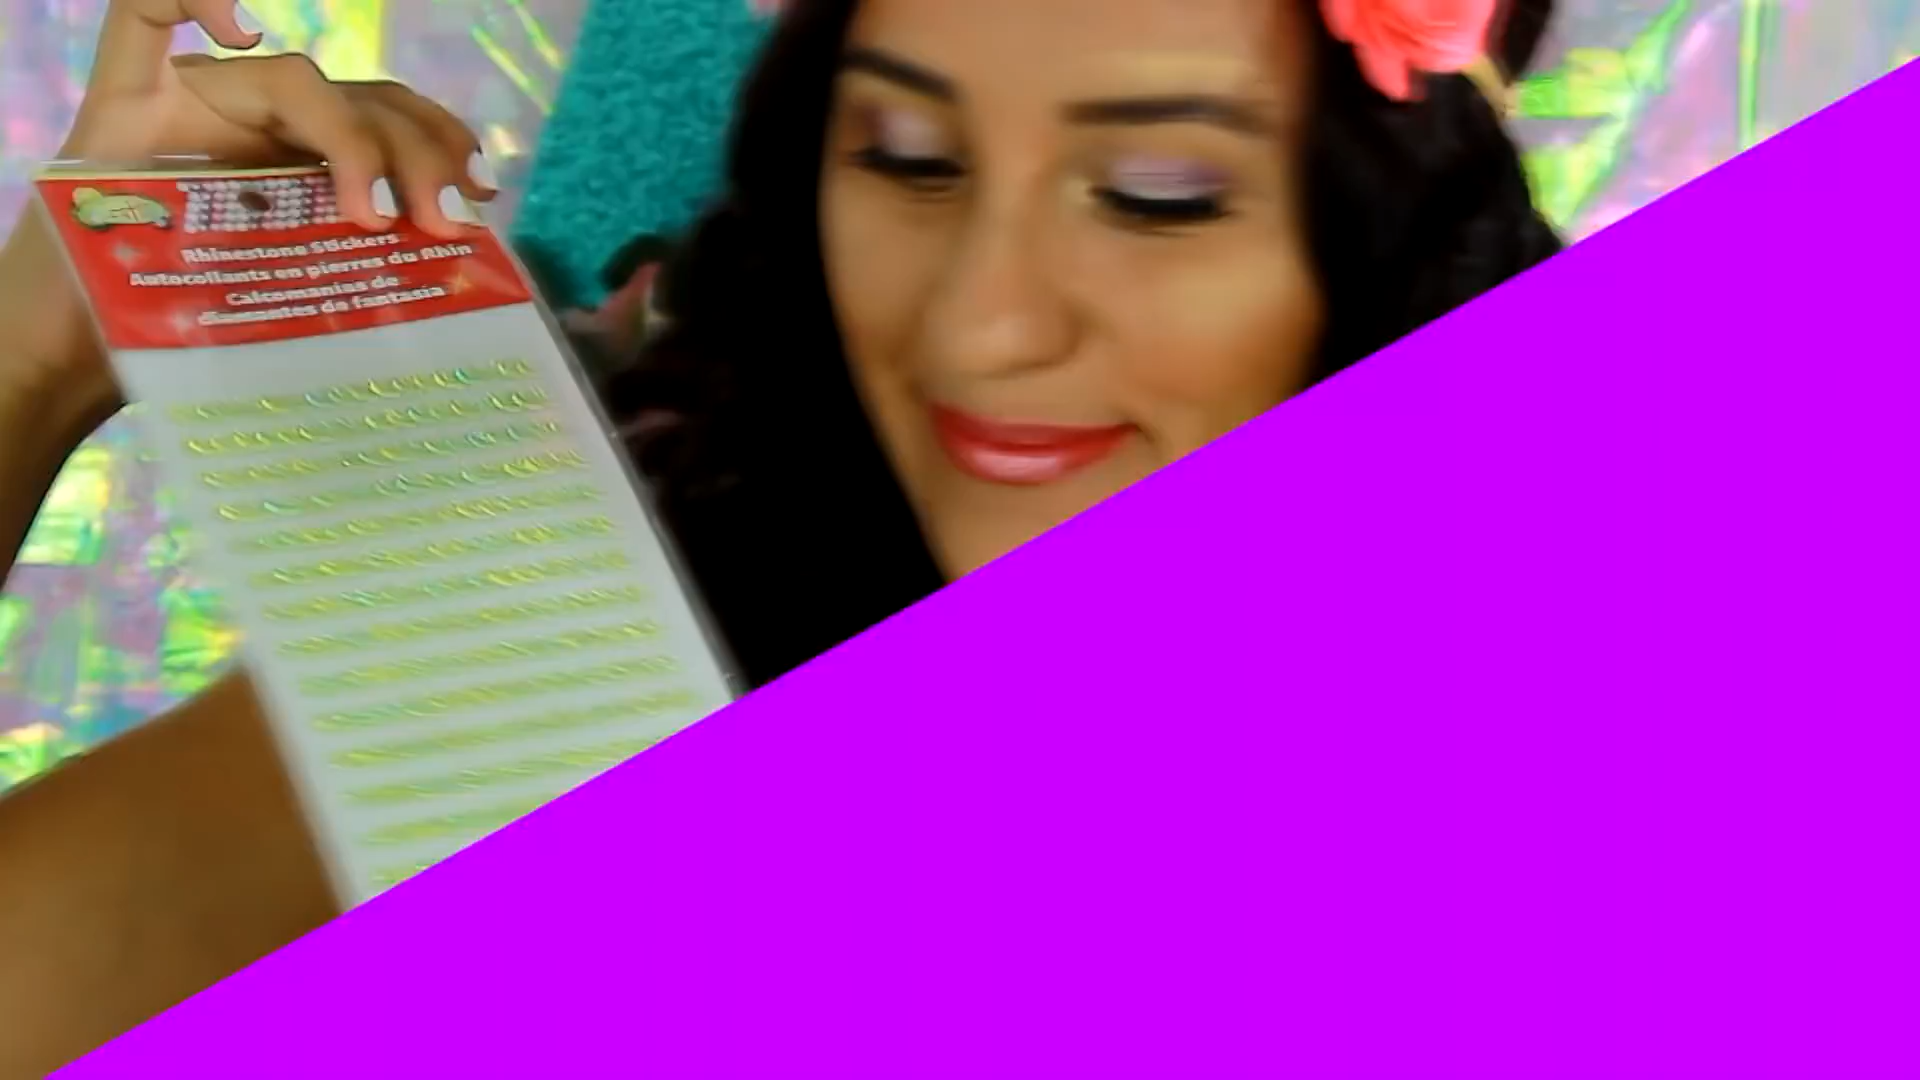 Rhinestone Stickers
Autocollants en pierres du Rhin
Calcomanías de
diamantes de fantasía